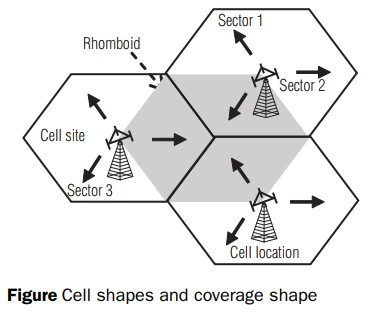 Sector 1
Rhomboid
Sector 2
Cell site
Sector 3
Cell location
Figure Cell shapes and coverage shape